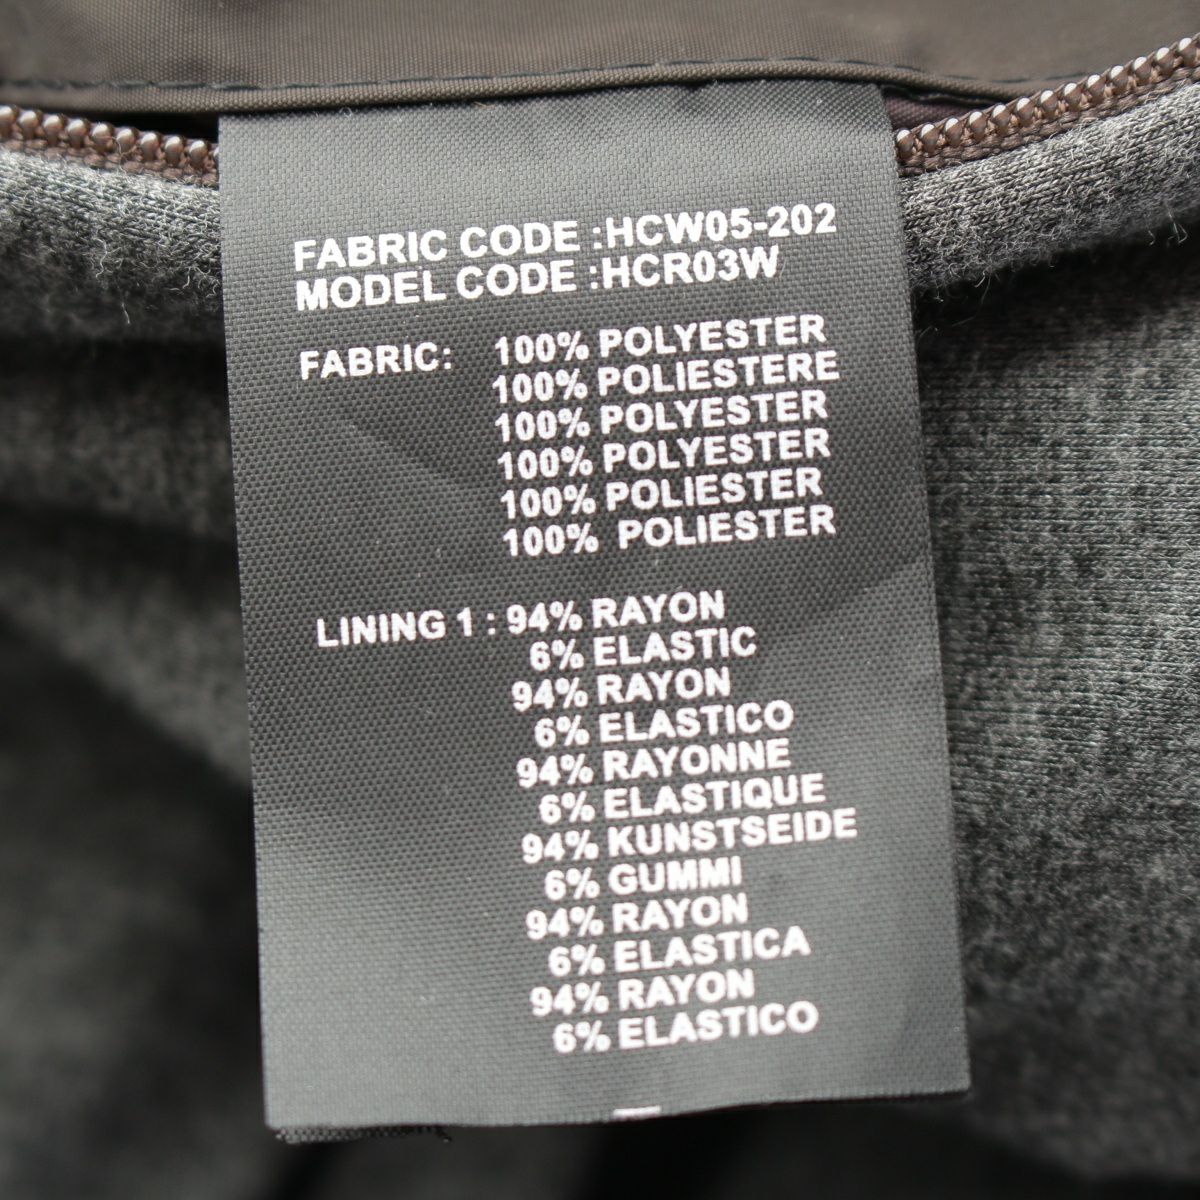 FABRIC CODE :HCW05-202
MODEL CODE :HCR03W
FABRIC: 100% POLYESTER
100% POLIESTERE
100% POLYESTER
100% POLYESTER
100% POLIESTER
100% POLIESTER
LINING 1 : 94% RAYON
6% ELASTIC
94% RAYON
6% ELASTICO
94% RAYONNE
6% ELASTIQUE
94% KUNSTSEIDE
6% GUMMI
94% RAYON
6% ELASTICA
94% RAYON
6% ELASTICO